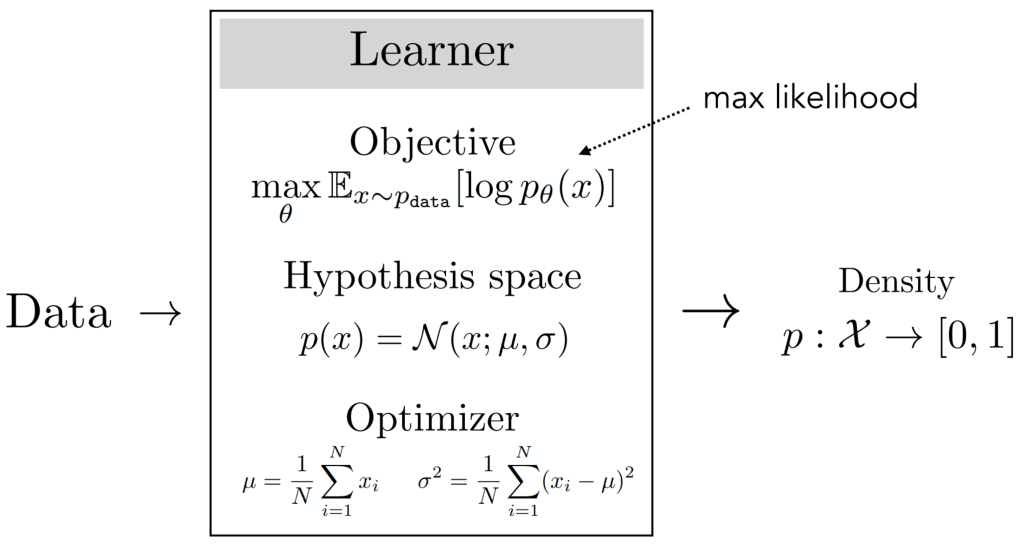 Learner
max likelihood
Objective
max_θ 𝔼_{x∼p_data}[log p_θ(x)]
Hypothesis space
p(x) = 𝒩(x; μ, σ)
Optimizer
μ = 1/N ∑_{i=1}^{N} x_i σ² = 1/N ∑_{i=1}^{N} (x_i − μ)²
Data →
→
Density
p : 𝒳 → [0, 1]